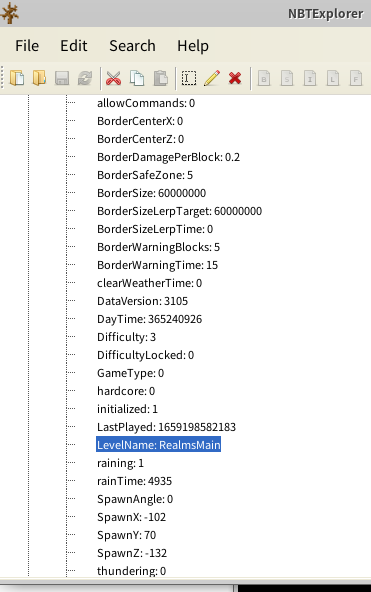 NBTExplorer
File Edit Search Help
allowCommands: 0
BorderCenterX: 0
BorderCenterZ: 0
BorderDamagePerBlock: 0.2
BorderSafeZone: 5
BorderSize: 60000000
BorderSizeLerpTarget: 60000000
BorderSizeLerpTime: 0
BorderWarningBlocks: 5
BorderWarningTime: 15
clearWeatherTime: 0
DataVersion: 3105
DayTime: 365240926
Difficulty: 3
DifficultyLocked: 0
GameType: 0
hardcore: 0
initialized: 1
LastPlayed: 1659198582183
LevelName: RealmsMain
raining: 1
rainTime: 4935
SpawnAngle: 0
SpawnX: -102
SpawnY: 70
SpawnZ: -132
thundering: 0